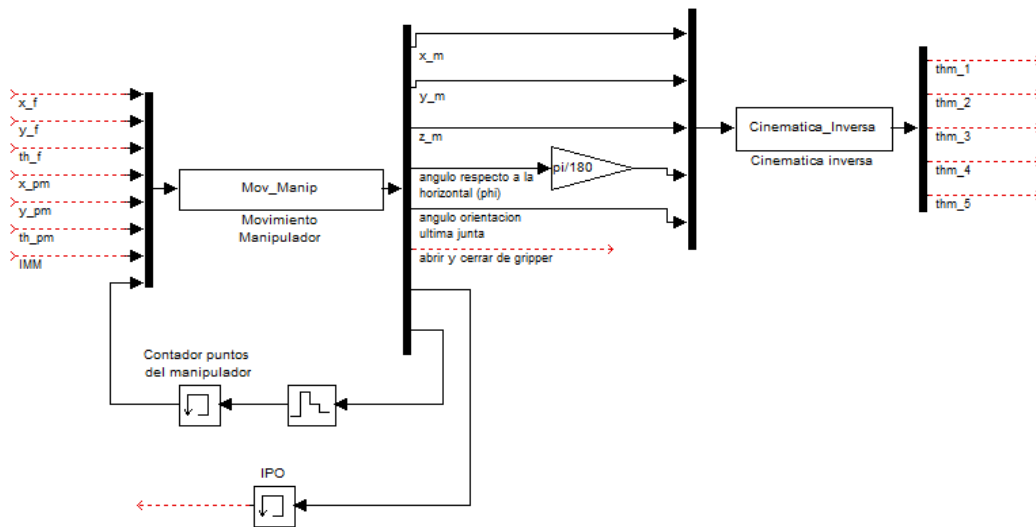 x_f
y_f
th_f
x_pm
y_pm
th_pm
IMM
Mov_Manip
Movimiento
Manipulador
Contador puntos
del manipulador
IPO
x_m
y_m
z_m
angulo respecto a la
horizontal (phi)
angulo orientacion
ultima junta
abrir y cerrar de gripper
pi/180
Cinematica_Inversa
Cinematica inversa
thm_1
thm_2
thm_3
thm_4
thm_5